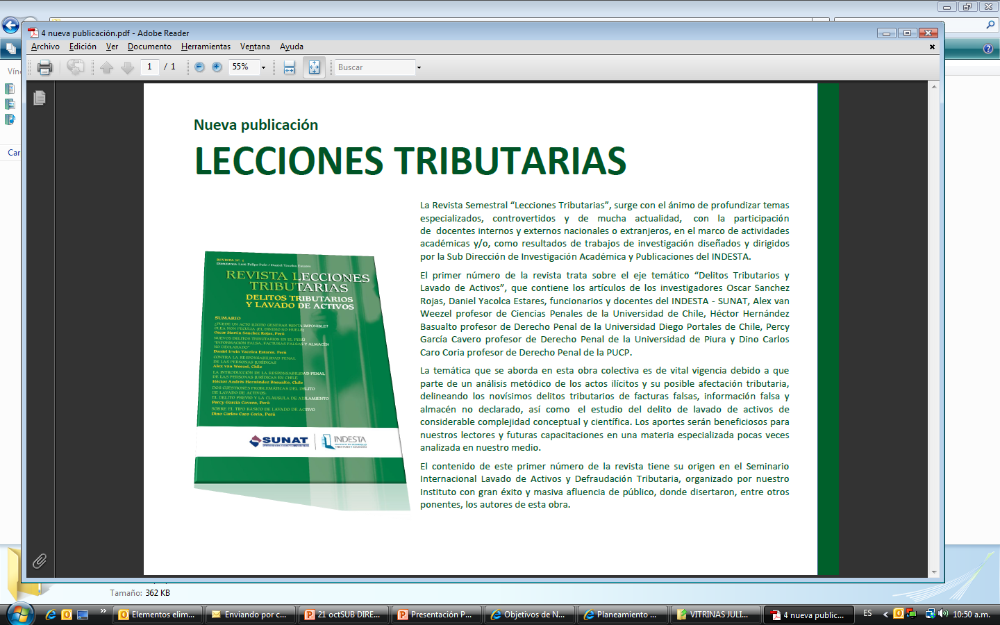 4 nueva publicación.pdf - Adobe Reader
Archivo Edición Ver Documento Herramientas Ventana Ayuda
1 / 1 55% Buscar
Vínc
Car
Nueva publicación
LECCIONES TRIBUTARIAS
La Revista Semestral “Lecciones Tributarias”, surge con el ánimo de profundizar temas
especializados, controvertidos y de mucha actualidad, con la participación
de docentes internos y externos nacionales o extranjeros, en el marco de actividades
académicas y/o, como resultados de trabajos de investigación diseñados y dirigidos
por la Sub Dirección de Investigación Académica y Publicaciones del INDESTA.
El primer número de la revista trata sobre el eje temático “Delitos Tributarios y
Lavado de Activos”, que contiene los artículos de los investigadores Oscar Sanchez
Rojas, Daniel Yacolca Estares, funcionarios y docentes del INDESTA - SUNAT, Alex van
Weezel profesor de Ciencias Penales de la Universidad de Chile, Héctor Hernández
Basualto profesor de Derecho Penal de la Universidad Diego Portales de Chile, Percy
García Cavero profesor de Derecho Penal de la Universidad de Piura y Dino Carlos
Caro Coria profesor de Derecho Penal de la PUCP.
La temática que se aborda en esta obra colectiva es de vital vigencia debido a que
parte de un análisis metódico de los actos ilícitos y su posible afectación tributaria,
delineando los novísimos delitos tributarios de facturas falsas, información falsa y
almacén no declarado, así como el estudio del delito de lavado de activos de
considerable complejidad conceptual y científica. Los aportes serán beneficiosos para
nuestros lectores y futuras capacitaciones en una materia especializada pocas veces
analizada en nuestro medio.
El contenido de este primer número de la revista tiene su origen en el Seminario
Internacional Lavado de Activos y Defraudación Tributaria, organizado por nuestro
Instituto con gran éxito y masiva afluencia de público, donde disertaron, entre otros
ponentes, los autores de esta obra.
REVISTA Nº. 1
Directores: Luis Felipe Polo / Daniel Yacolca Estares
REVISTA LECCIONES
TRIBUTARIAS
DELITOS TRIBUTARIOS
Y LAVADO DE ACTIVOS
SUMARIO
¿PUEDE UN ACTO ILÍCITO GENERAR RENTA IMPONIBLE?
Oscar Martín Sánchez Rojas, Perú
NUEVOS DELITOS TRIBUTARIOS EN EL PERÚ
“INFORMACIÓN FALSA, FACTURAS FALSAS Y ALMACÉN
NO DECLARADO”
Daniel Irwin Yacolca Estares, Perú
CONTRA LA RESPONSABILIDAD PENAL
DE LAS PERSONAS JURÍDICAS
Alex van Weezel, Chile
LA INTRODUCCIÓN DE LA RESPONSABILIDAD PENAL
DE LAS PERSONAS JURÍDICAS EN CHILE
Héctor Andrés Hernández Basualto, Chile
DOS CUESTIONES PROBLEMÁTICAS DEL DELITO
DE LAVADO DE ACTIVOS:
EL DELITO PREVIO Y LA CLÁUSULA DE AISLAMIENTO
Percy García Cavero, Perú
SOBRE EL TIPO BÁSICO DE LAVADO DE ACTIVO
Dino Carlos Caro Coria, Perú
SUNAT INDESTA
Tamaño: 362 KB
Elementos elim... Enviando por c... 21 octSUB DIRE... Presentación P... Objetivos de N... Planeamiento ... VITRINAS JULI... 4 nueva public... ES 10:50 a.m.